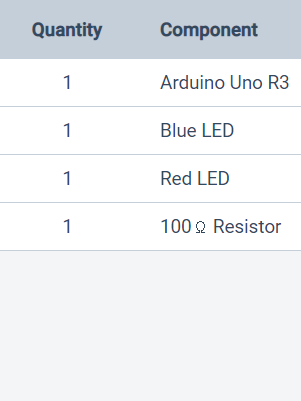 Quantity Component
1 Arduino Uno R3
1 Blue LED
1 Red LED
1 100 Ω Resistor